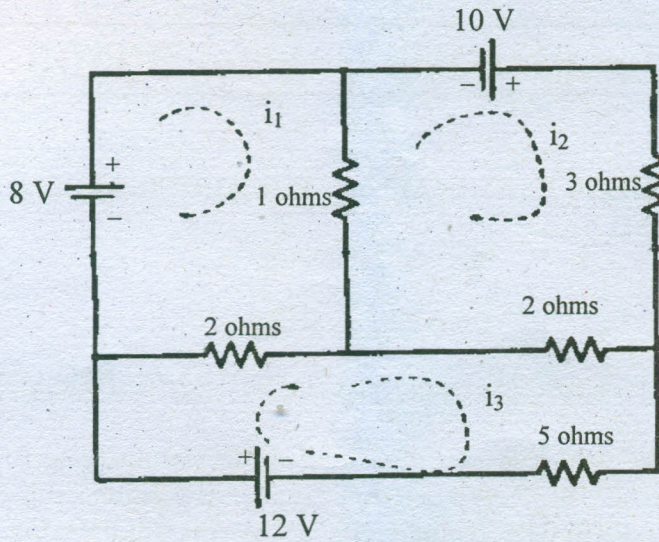 10 V
− +
i₁
i₂
+
8 V
−
1 ohms
3 ohms
2 ohms
2 ohms
i₃
+ −
5 ohms
12 V